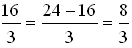 16/3 = (24 − 16)/3 = 8/3